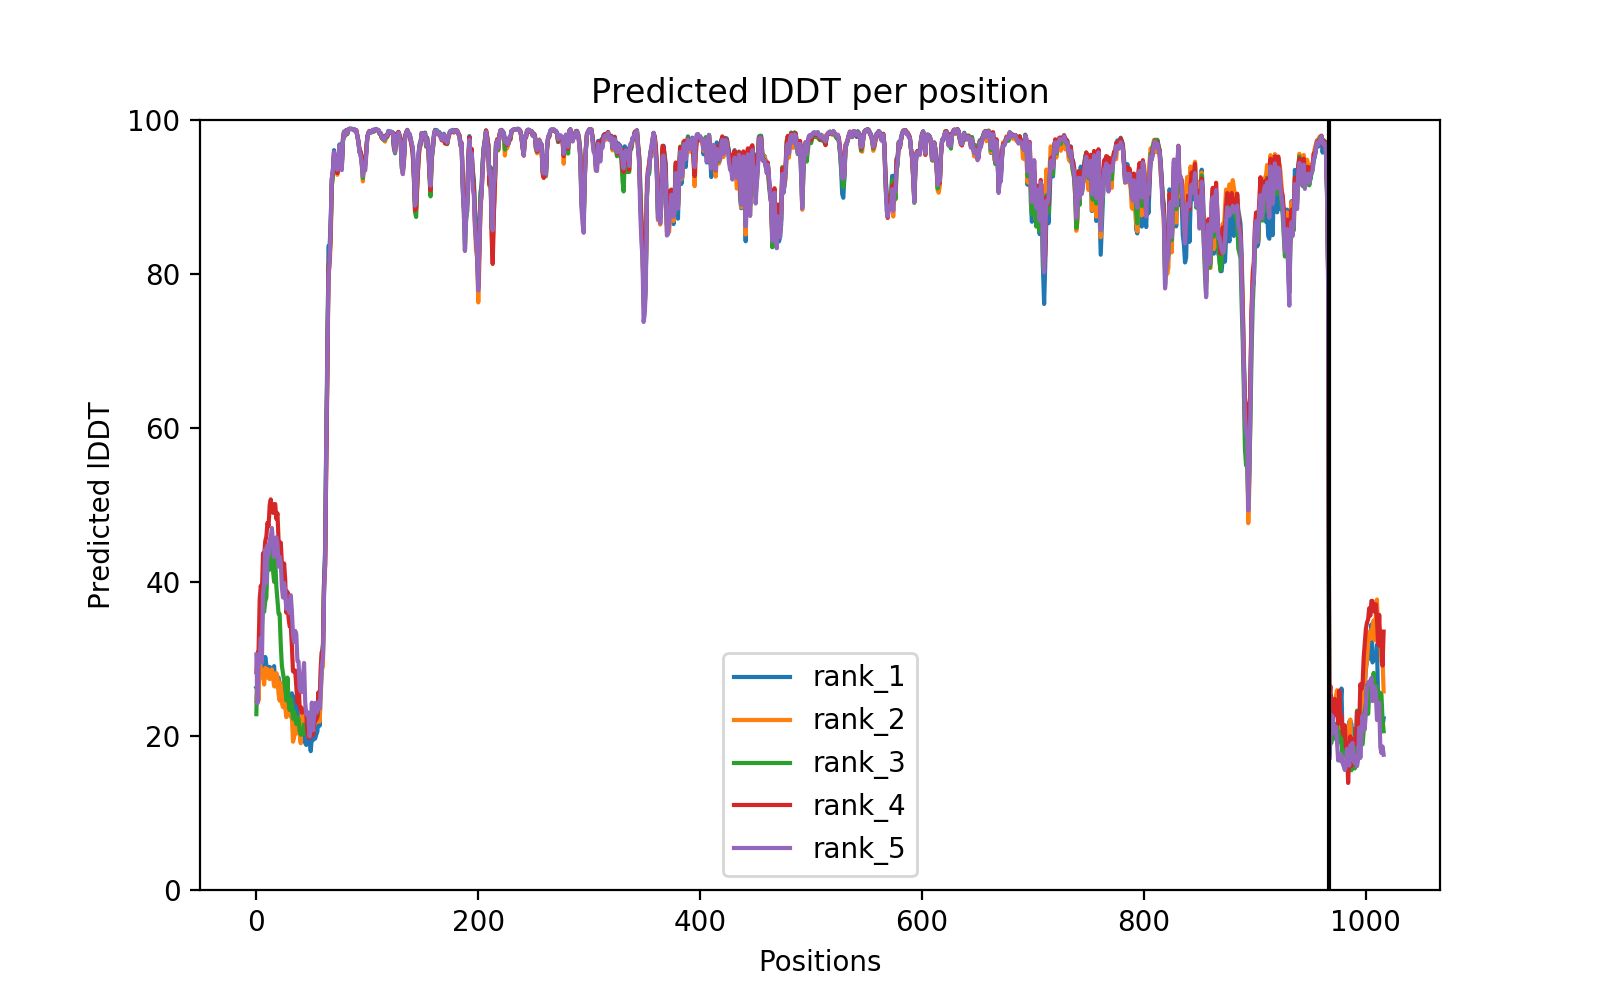 Predicted lDDT per position
100
80
60
40
20
0
Predicted lDDT
0 200 400 600 800 1000
Positions
rank_1
rank_2
rank_3
rank_4
rank_5